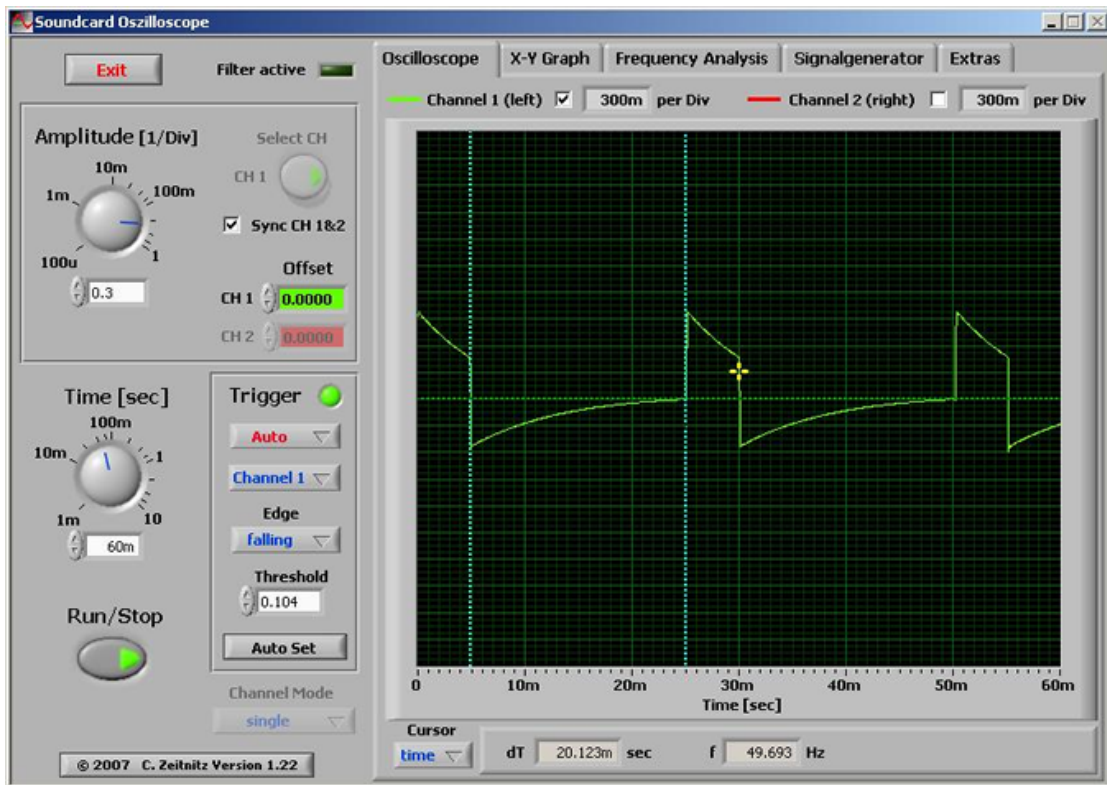 Soundcard Oszilloscope
Exit
Filter active
Amplitude [1/Div]
10m
1m
100m
100u
1
0.3
Select CH
CH 1
Sync CH 1&2
Offset
CH 1 0.0000
CH 2 0.0000
Time [sec]
100m
10m
1
1m
10
60m
Run/Stop
Trigger
Auto
Channel 1
Edge
falling
Threshold
0.104
Auto Set
Channel Mode
single
© 2007 C. Zeitnitz Version 1.22
Oscilloscope X-Y Graph Frequency Analysis Signalgenerator Extras
Channel 1 (left) 300m per Div Channel 2 (right) 300m per Div
0 10m 20m 30m 40m 50m 60m
Time [sec]
Cursor
time dT 20.123m sec f 49.693 Hz